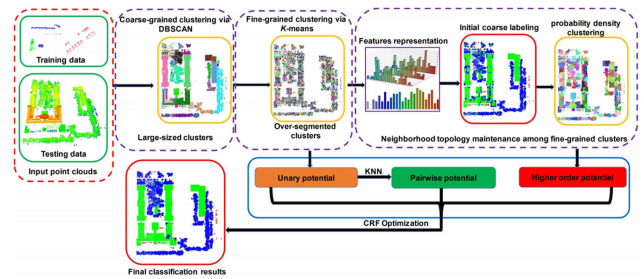 Coarse-grained clustering via
DBSCAN
Fine-grained clustering via
K-means
Features representation
Initial coarse labeling
probability density
clustering
Training data
Testing data
Input point clouds
Large-sized clusters
Over-segmented
clusters
Neighborhood topology maintenance among fine-grained clusters
Unary potential
KNN
Pairwise potential
Higher order potential
CRF Optimization
Final classification results